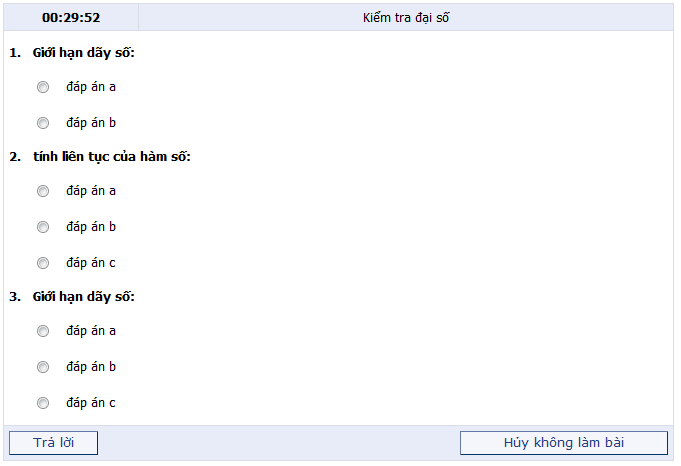 00:29:52 Kiểm tra đại số
1. Giới hạn dãy số:
đáp án a
đáp án b
2. tính liên tục của hàm số:
đáp án a
đáp án b
đáp án c
3. Giới hạn dãy số:
đáp án a
đáp án b
đáp án c
Trả lời Hủy không làm bài